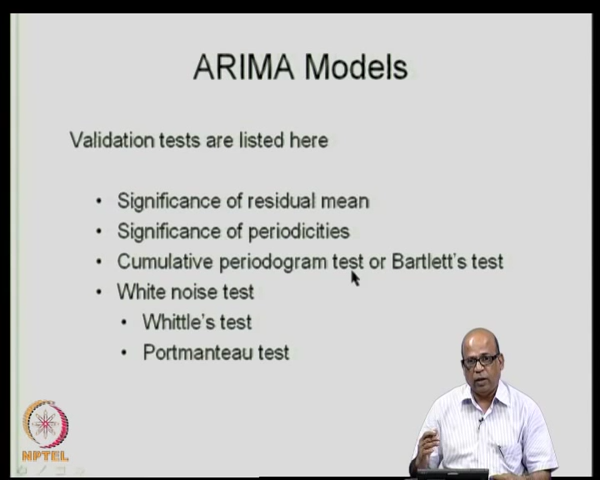 ARIMA Models
Validation tests are listed here
• Significance of residual mean
• Significance of periodicities
• Cumulative periodogram test or Bartlett's test
• White noise test
• Whittle's test
• Portmanteau test
NPTEL